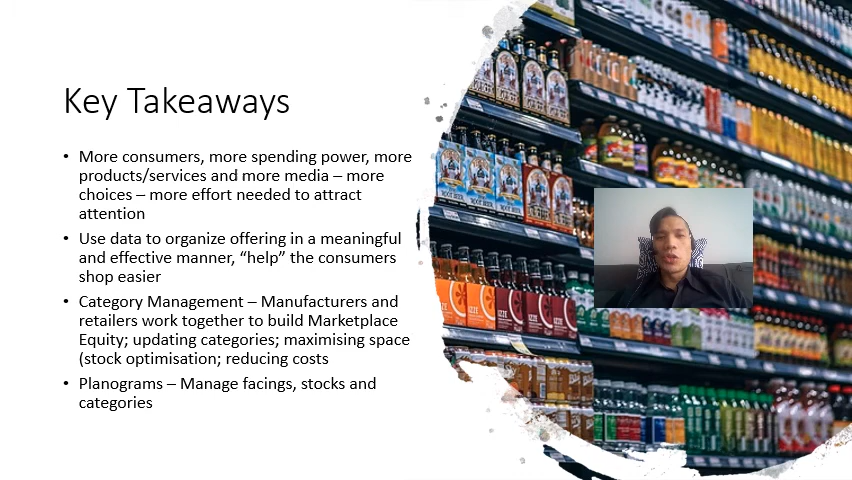 Key Takeaways
• More consumers, more spending power, more
products/services and more media – more
choices – more effort needed to attract
attention
• Use data to organize offering in a meaningful
and effective manner, “help” the consumers
shop easier
• Category Management – Manufacturers and
retailers work together to build Marketplace
Equity; updating categories; maximising space
(stock optimisation; reducing costs
• Planograms – Manage facings, stocks and
categories